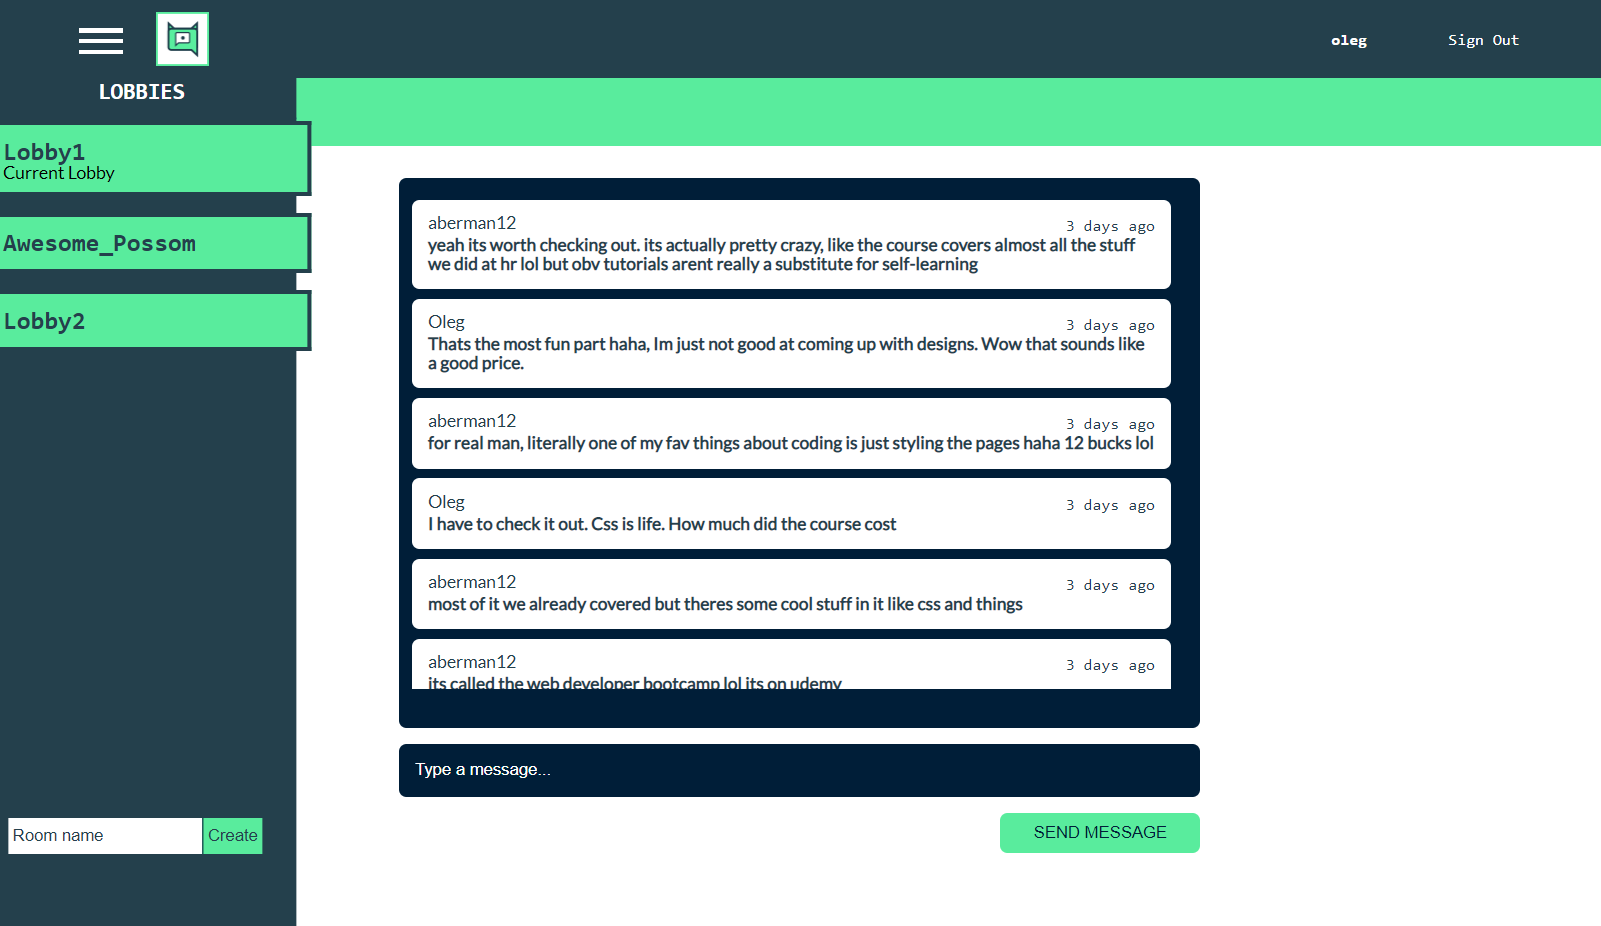 oleg
Sign Out
LOBBIES
Lobby1
Current Lobby
Awesome_Possom
Lobby2
Room name
Create
aberman12
3 days ago
yeah its worth checking out. its actually pretty crazy, like the course covers almost all the stuff
we did at hr lol but obv tutorials arent really a substitute for self-learning
Oleg
3 days ago
Thats the most fun part haha, Im just not good at coming up with designs. Wow that sounds like
a good price.
aberman12
3 days ago
for real man, literally one of my fav things about coding is just styling the pages haha 12 bucks lol
Oleg
3 days ago
I have to check it out. Css is life. How much did the course cost
aberman12
3 days ago
most of it we already covered but theres some cool stuff in it like css and things
aberman12
3 days ago
its called the web developer bootcamp lol its on udemy
Type a message...
SEND MESSAGE